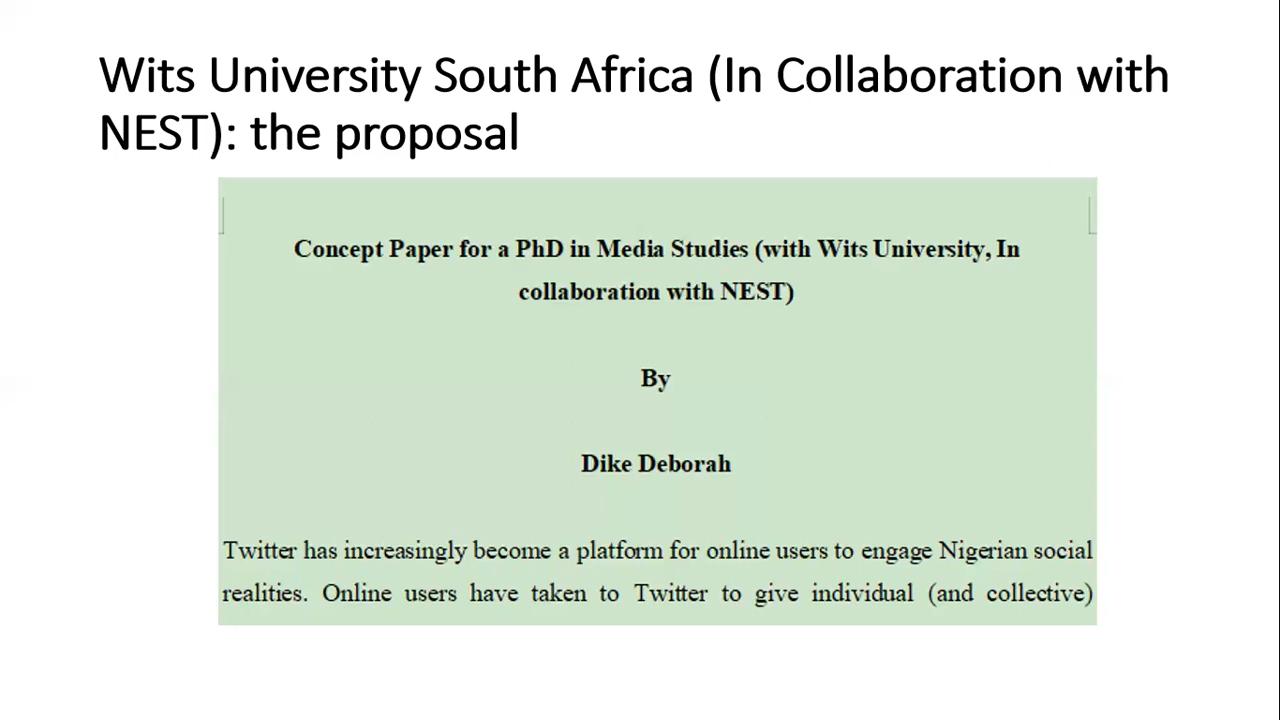 Wits University South Africa (In Collaboration with
NEST): the proposal
Concept Paper for a PhD in Media Studies (with Wits University, In
collaboration with NEST)
By
Dike Deborah
Twitter has increasingly become a platform for online users to engage Nigerian social
realities. Online users have taken to Twitter to give individual (and collective)